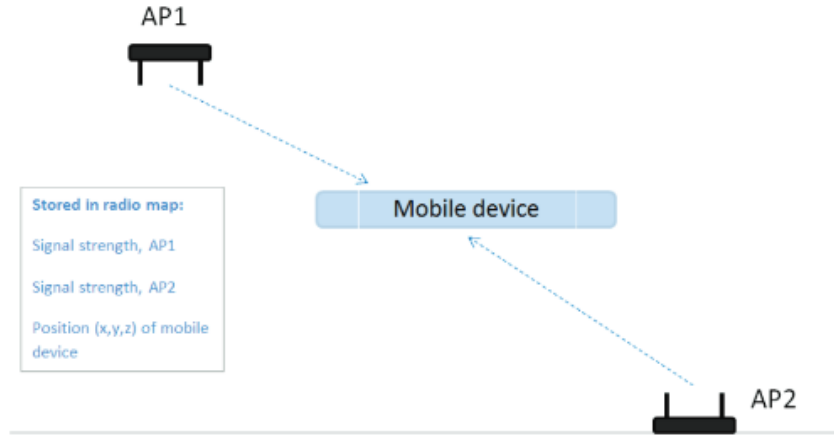 AP1
Mobile device
Stored in radio map:
Signal strength, AP1
Signal strength, AP2
Position (x,y,z) of mobile
device
AP2